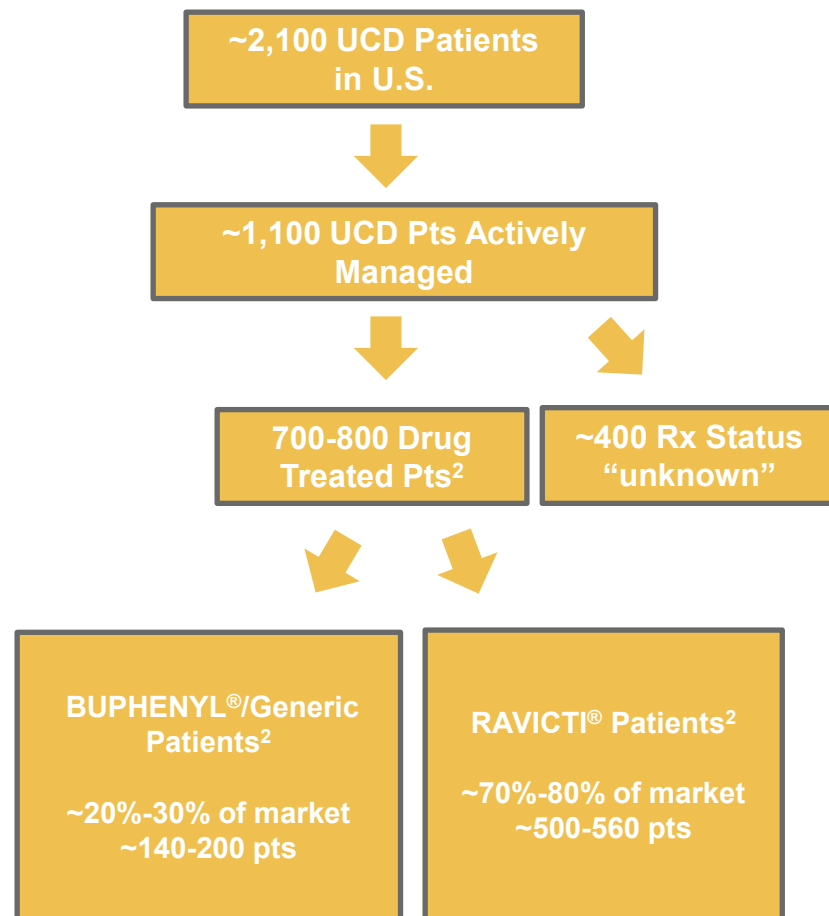 ~2,100 UCD Patients
in U.S.
~1,100 UCD Pts Actively
Managed
700-800 Drug
Treated Pts²
~400 Rx Status
“unknown”
BUPHENYL®/Generic
Patients²
~20%-30% of market
~140-200 pts
RAVICTI® Patients²
~70%-80% of market
~500-560 pts